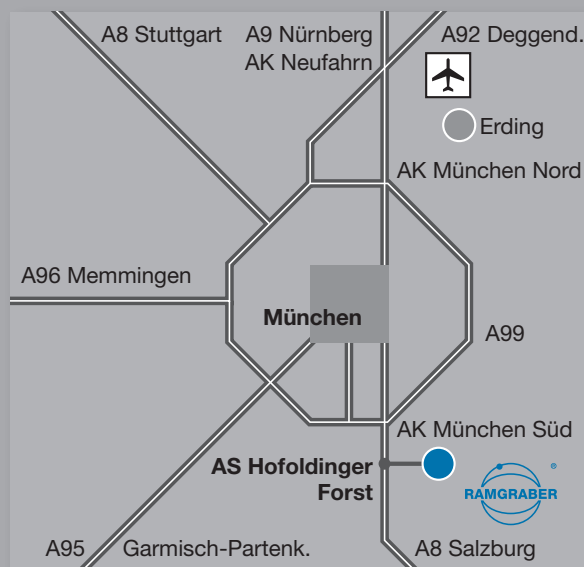 A8 Stuttgart
A9 Nürnberg
AK Neufahrn
A92 Deggend.
Erding
AK München Nord
A96 Memmingen
München
A99
AK München Süd
AS Hofoldinger
Forst
RAMGRABER
®
A95
Garmisch-Partenk.
A8 Salzburg